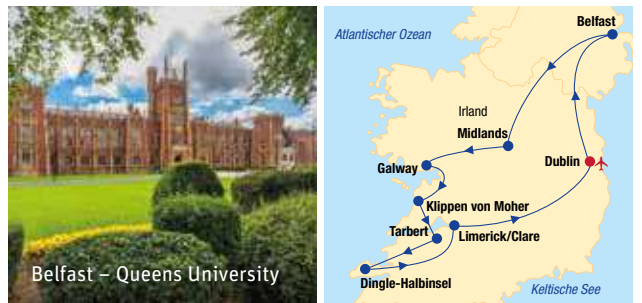 Belfast – Queens University
Belfast
Atlantischer Ozean
Irland
Midlands
Dublin
Galway
Klippen von Moher
Tarbert
Limerick/Clare
Dingle-Halbinsel
Keltische See